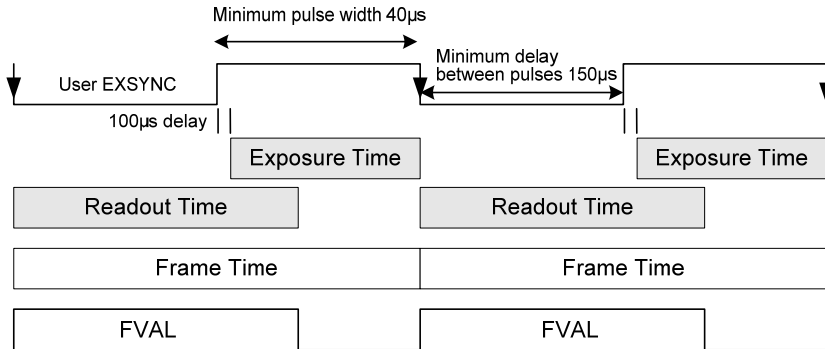 Minimum pulse width 40µs
Minimum delay
between pulses 150µs
User EXSYNC
100µs delay
Exposure Time
Exposure Time
Readout Time
Readout Time
Frame Time
Frame Time
FVAL
FVAL